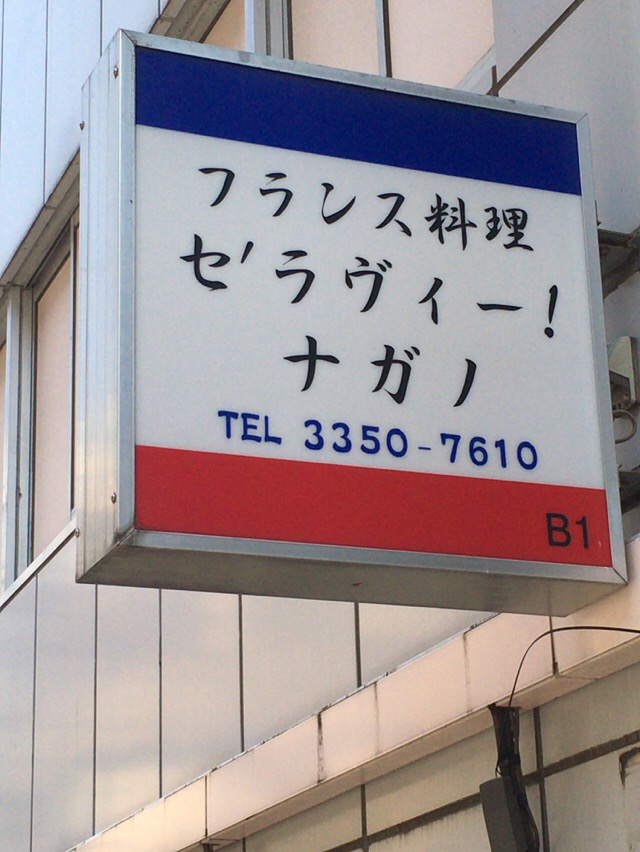 フランス料理
セ'ラヴィー!
ナガノ
TEL 3350-7610
B1